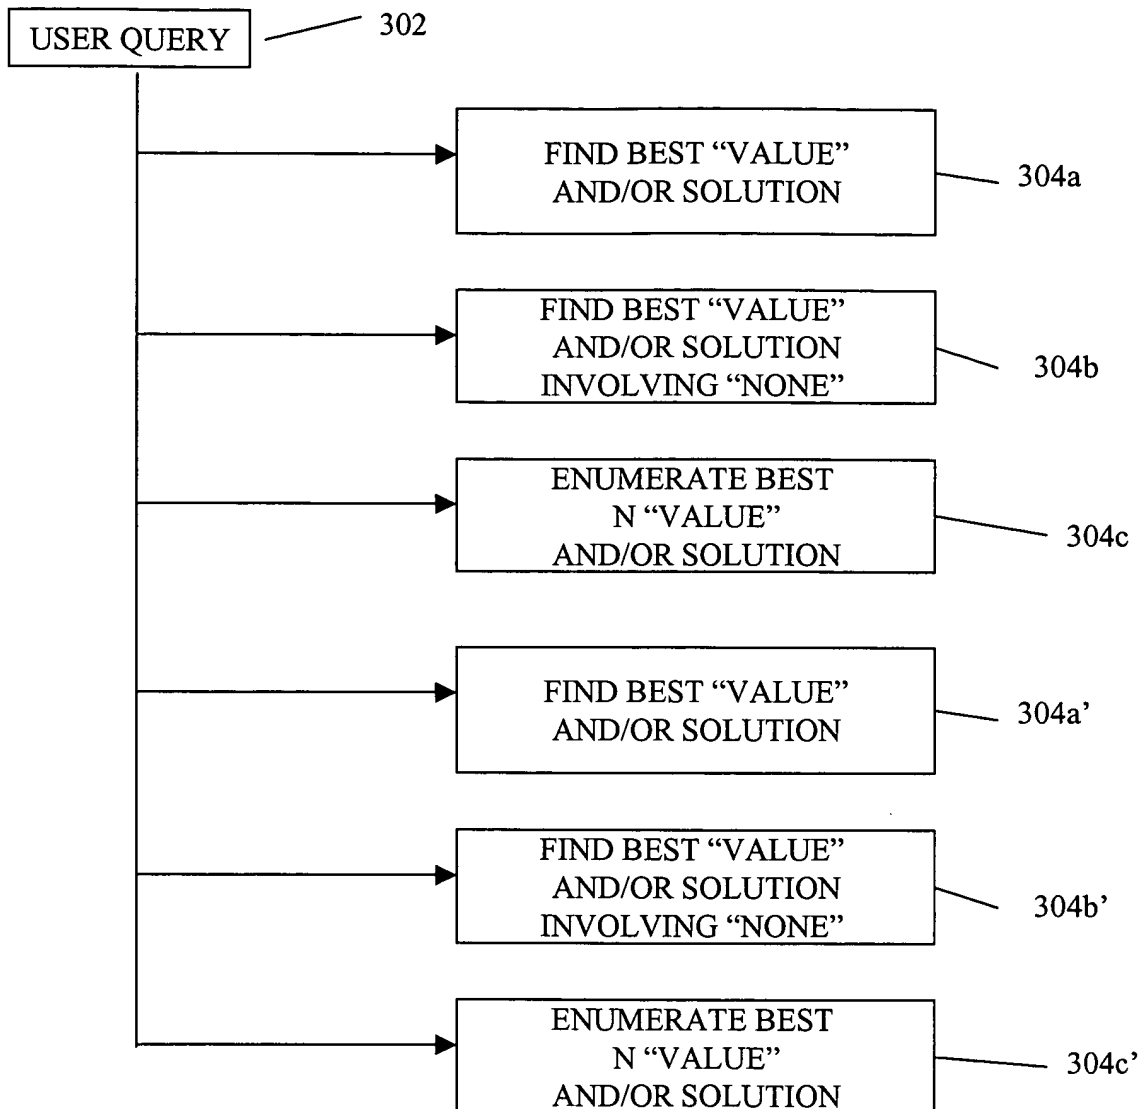 USER QUERY
302
FIND BEST “VALUE”
AND/OR SOLUTION
304a
FIND BEST “VALUE”
AND/OR SOLUTION
INVOLVING “NONE”
304b
ENUMERATE BEST
N “VALUE”
AND/OR SOLUTION
304c
FIND BEST “VALUE”
AND/OR SOLUTION
304a’
FIND BEST “VALUE”
AND/OR SOLUTION
INVOLVING “NONE”
304b’
ENUMERATE BEST
N “VALUE”
AND/OR SOLUTION
304c’